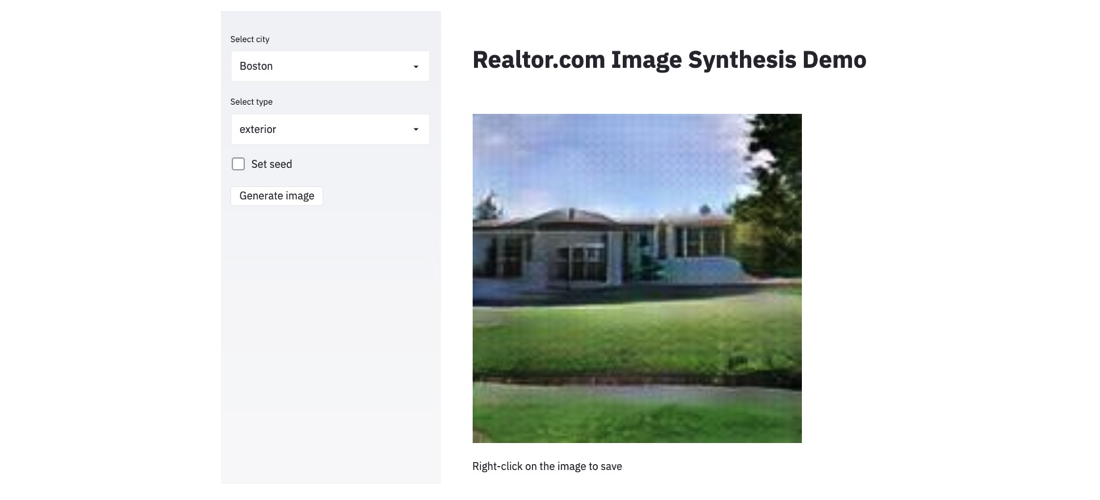 Select city
Boston
Select type
exterior
Set seed
Generate image
Realtor.com Image Synthesis Demo
Right-click on the image to save